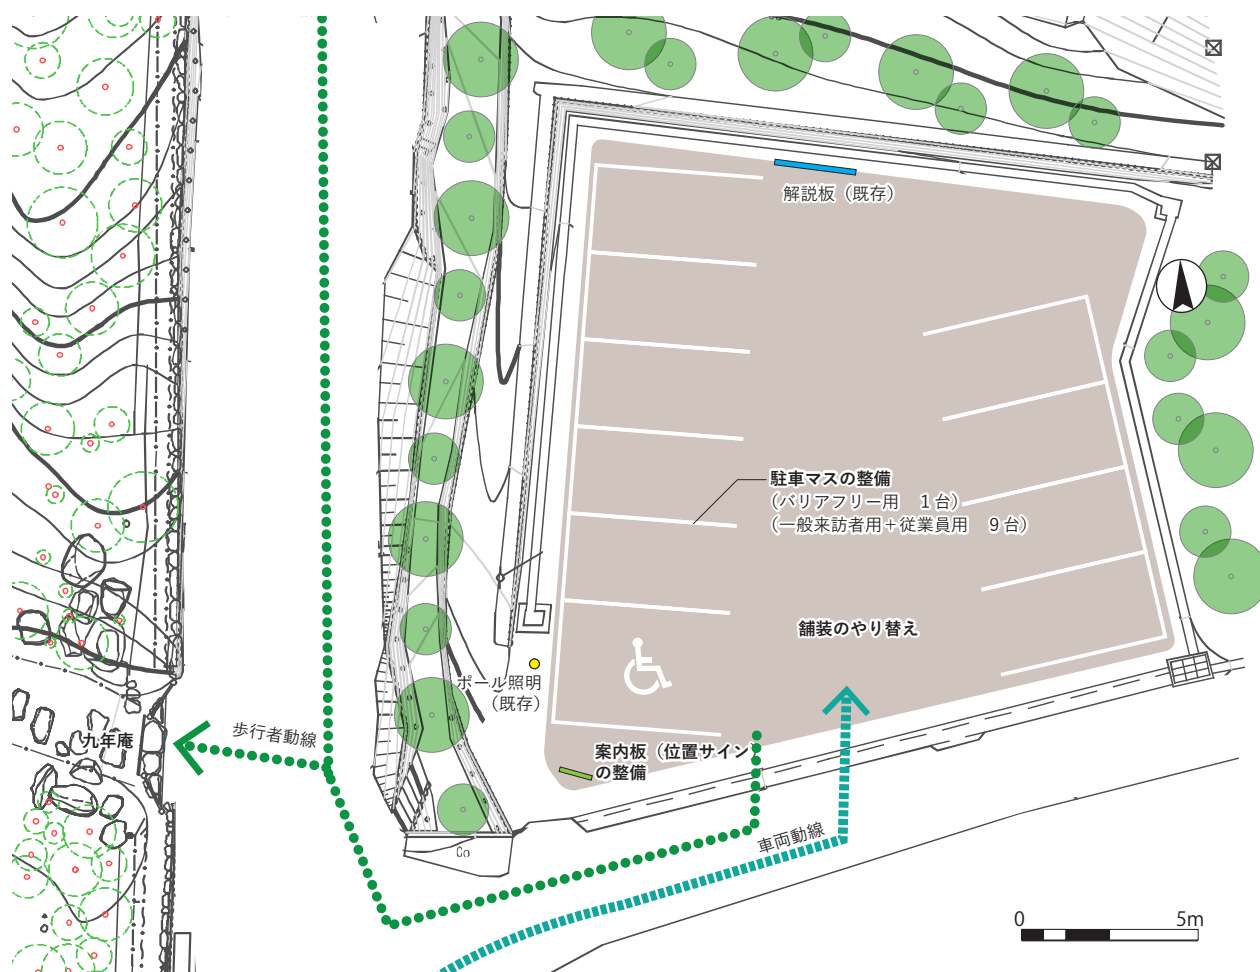 解説板（既存）
駐車マスの整備
（バリアフリー用　1台）
（一般来訪者用＋従業員用　9台）
舗装のやり替え
ポール照明
（既存）
歩行者動線
九年庵
案内板（位置サイン）
の整備
車両動線
Co
0 5m